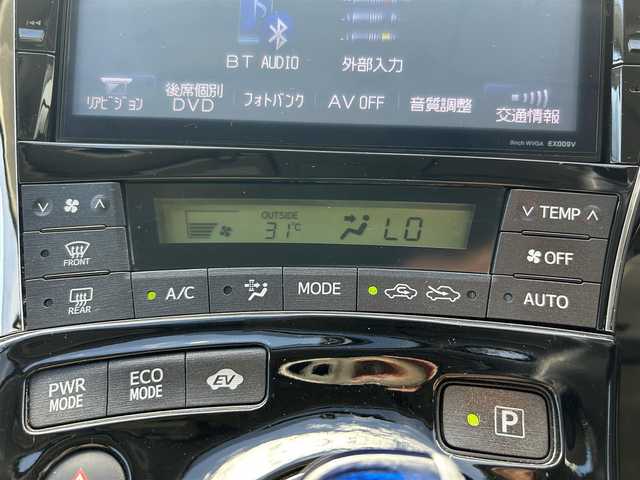 BT AUDIO
外部入力
リアビジョン
後席個別
DVD
フォトバンク
AV OFF
音質調整
交通情報
9inch WVGA EX009V
OUTSIDE
31℃
LO
TEMP
FRONT
OFF
REAR
A/C
MODE
AUTO
PWR
MODE
ECO
MODE
EV
P